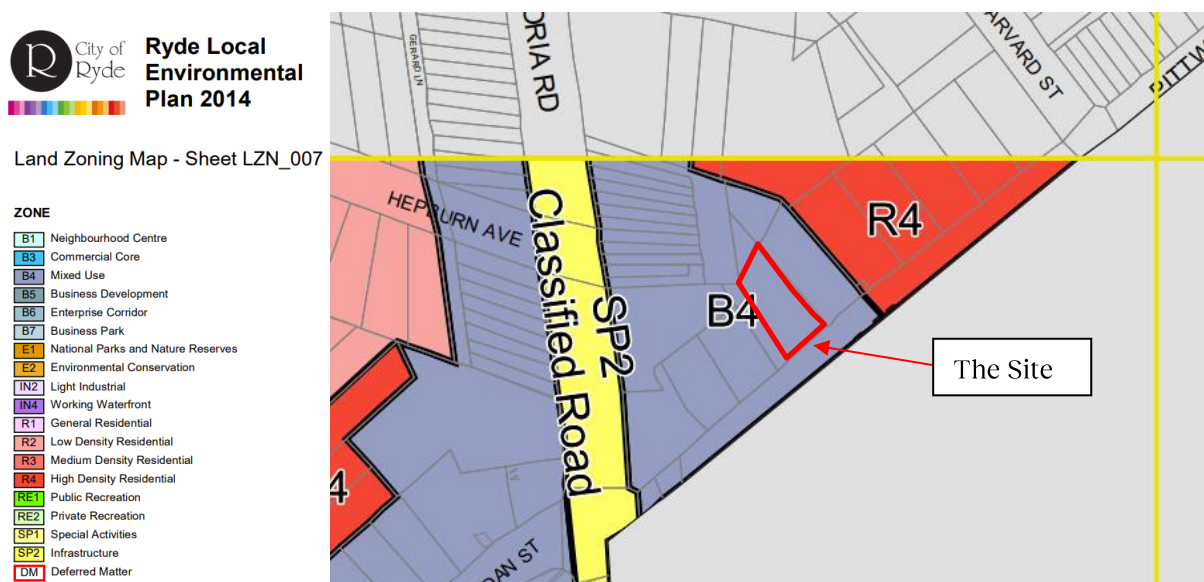 R
City of
Ryde
Ryde Local
Environmental
Plan 2014
Land Zoning Map - Sheet LZN_007
ZONE
B1 Neighbourhood Centre
B3 Commercial Core
B4 Mixed Use
B5 Business Development
B6 Enterprise Corridor
B7 Business Park
E1 National Parks and Nature Reserves
E2 Environmental Conservation
IN2 Light Industrial
IN4 Working Waterfront
R1 General Residential
R2 Low Density Residential
R3 Medium Density Residential
R4 High Density Residential
RE1 Public Recreation
RE2 Private Recreation
SP1 Special Activities
SP2 Infrastructure
DM Deferred Matter
GERARD LN
ORIA RD
ARVARD ST
PITTW
HEPBURN AVE
Classified Road
SP2
B4
R4
The Site
4
DAN ST